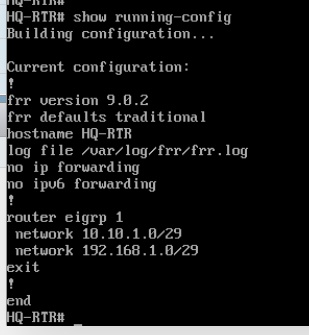 HQ-RTR#
HQ-RTR# show running-config
Building configuration...
Current configuration:
!
frr version 9.0.2
frr defaults traditional
hostname HQ-RTR
log file /var/log/frr/frr.log
no ip forwarding
no ipv6 forwarding
!
router eigrp 1
 network 10.10.1.0/29
 network 192.168.1.0/29
exit
!
end
HQ-RTR# _